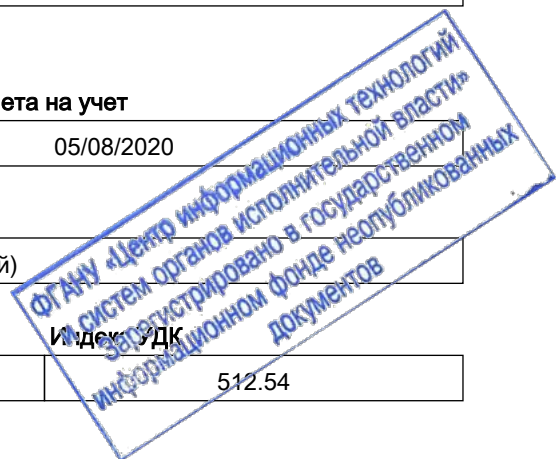 ета на учет
05/08/2020
й)
Индекс УДК
512.54
ФГАНУ «Центр информационных технологий
и систем органов исполнительной власти»
Зарегистрировано в государственном
информационном фонде неопубликованных
документов